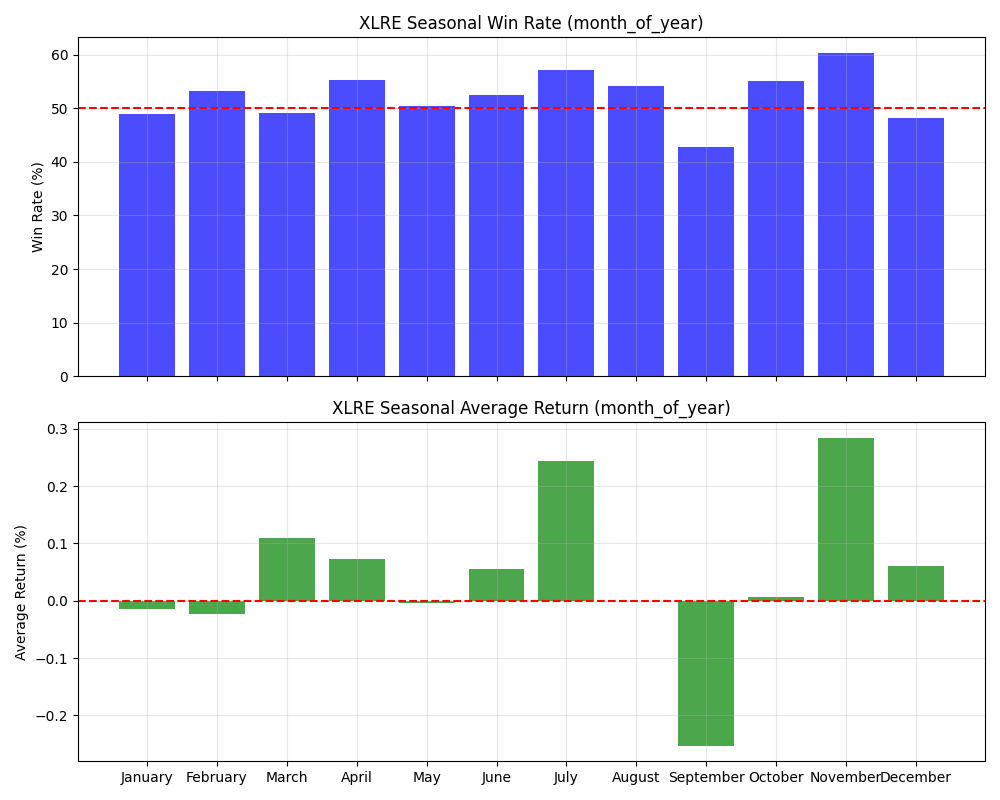 XLRE Seasonal Win Rate (month_of_year)
Win Rate (%)
60
50
40
30
20
10
0
XLRE Seasonal Average Return (month_of_year)
Average Return (%)
0.3
0.2
0.1
0.0
−0.1
−0.2
January February March April May June July August September October November December